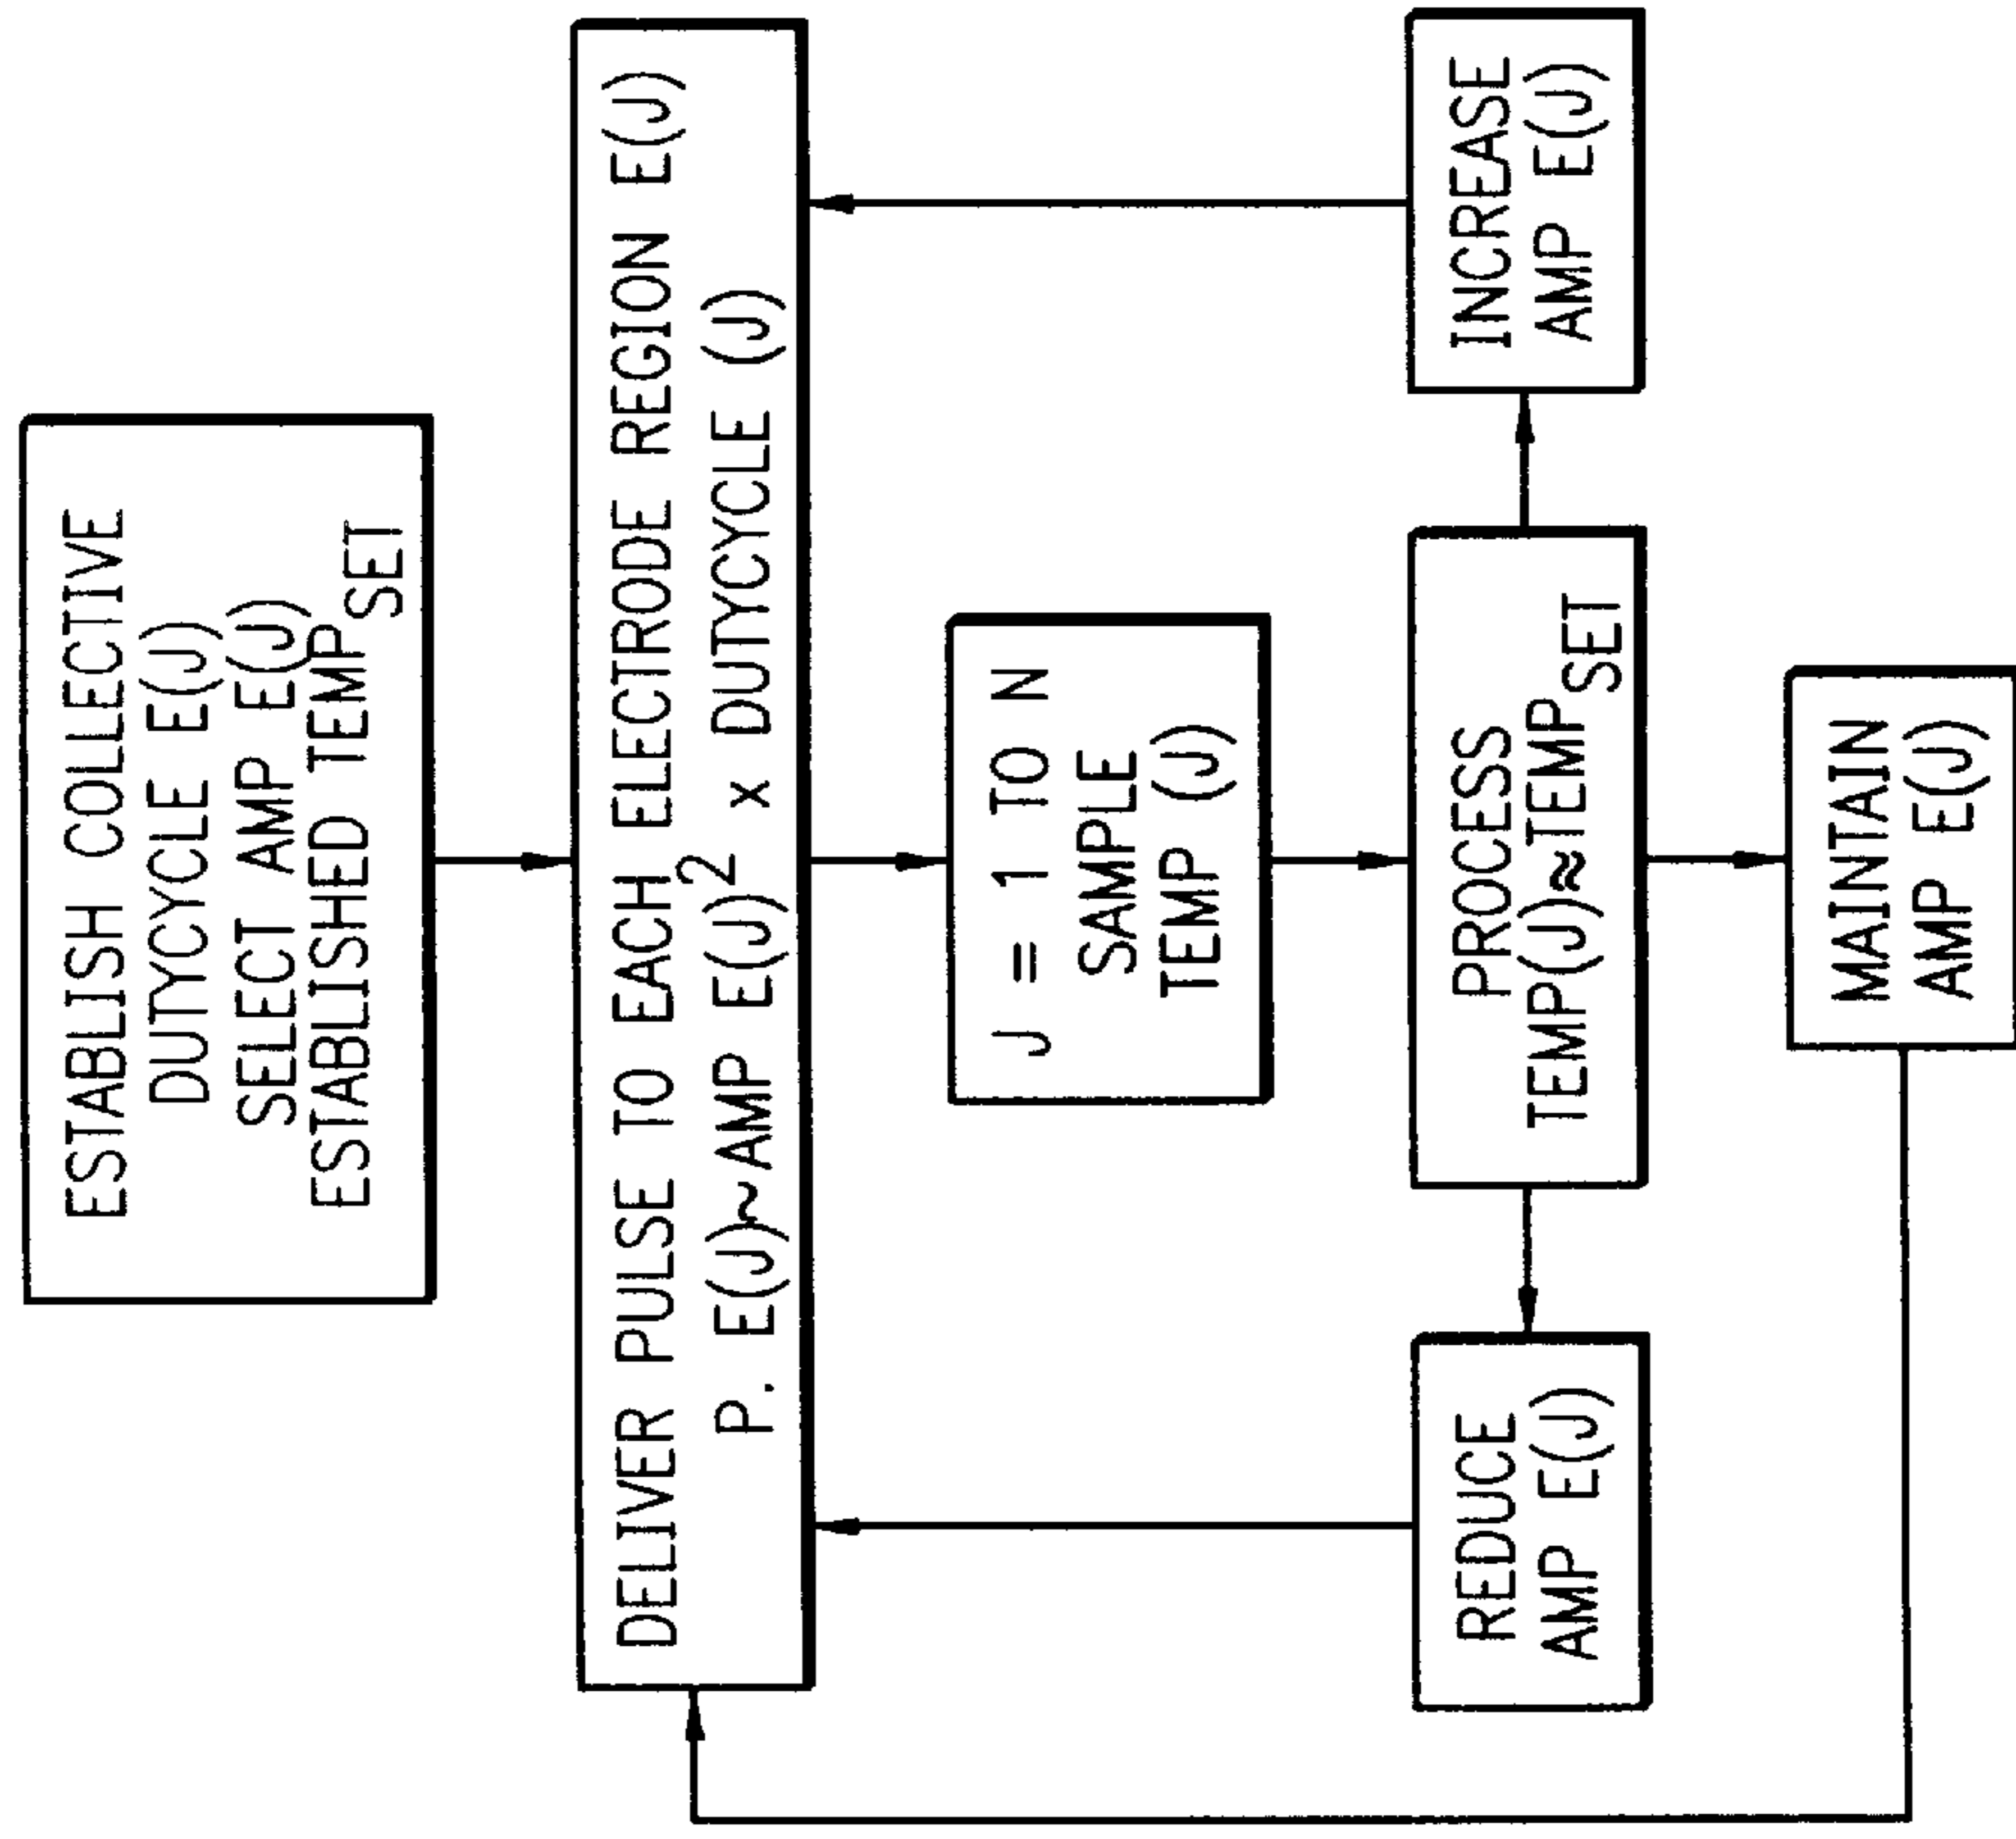 ESTABLISH COLLECTIVE
DUTYCYCLE E(J)
SELECT AMP E(J)
ESTABLISHED TEMP SET
DELIVER PULSE TO EACH ELECTRODE REGION E(J)
P. E(J)~AMP E(J)² x DUTYCYCLE (J)
J = 1 TO N
SAMPLE
TEMP (J)
REDUCE
AMP E(J)
PROCESS
TEMP(J)≈TEMP SET
INCREASE
AMP E(J)
MAINTAIN
AMP E(J)